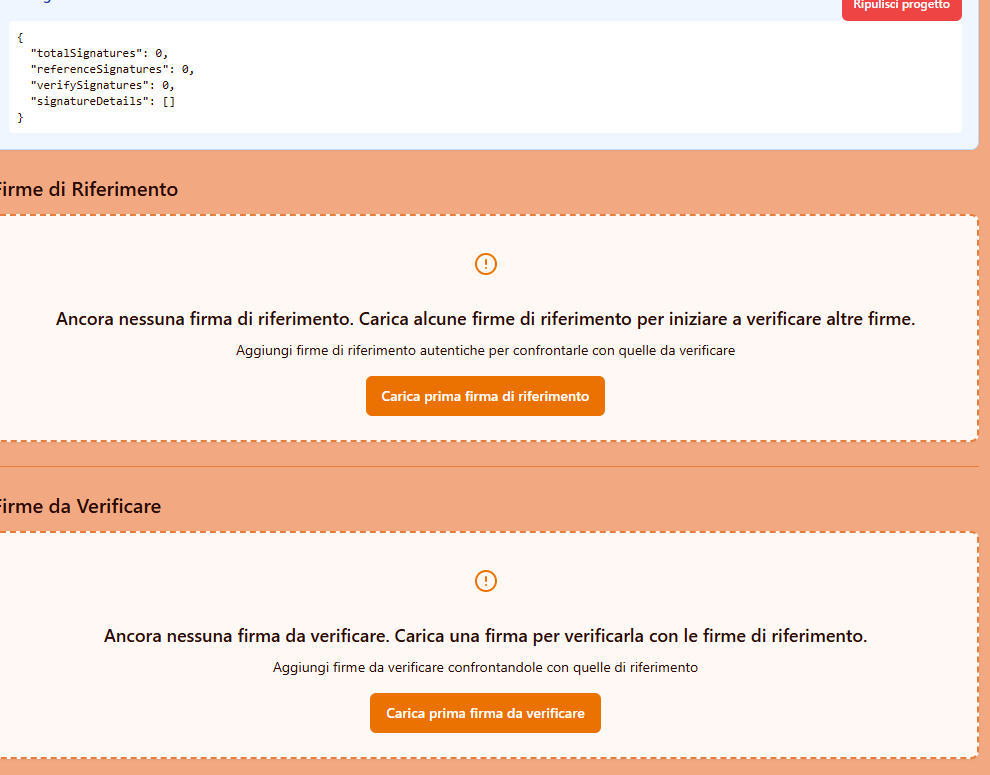 Ripulisci progetto
{
  "totalSignatures": 0,
  "referenceSignatures": 0,
  "verifySignatures": 0,
  "signatureDetails": []
}
Firme di Riferimento
Ancora nessuna firma di riferimento. Carica alcune firme di riferimento per iniziare a verificare altre firme.
Aggiungi firme di riferimento autentiche per confrontarle con quelle da verificare
Carica prima firma di riferimento
Firme da Verificare
Ancora nessuna firma da verificare. Carica una firma per verificarla con le firme di riferimento.
Aggiungi firme da verificare confrontandole con quelle di riferimento
Carica prima firma da verificare